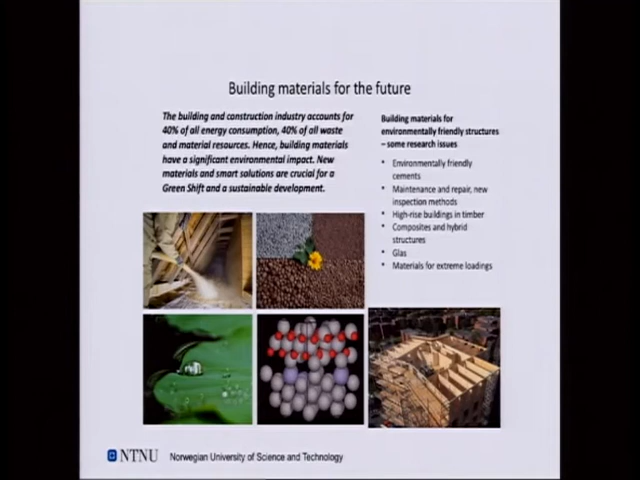 Building materials for the future
The building and construction industry accounts for
40% of all energy consumption, 40% of all waste
and material resources. Hence, building materials
have a significant environmental impact. New
materials and smart solutions are crucial for a
Green Shift and a sustainable development.
Building materials for
environmentally friendly structures
– some research issues
• Environmentally friendly
cements
• Maintenance and repair, new
inspection methods
• High-rise buildings in timber
• Composites and hybrid
structures
• Glas
• Materials for extreme loadings
NTNU Norwegian University of Science and Technology